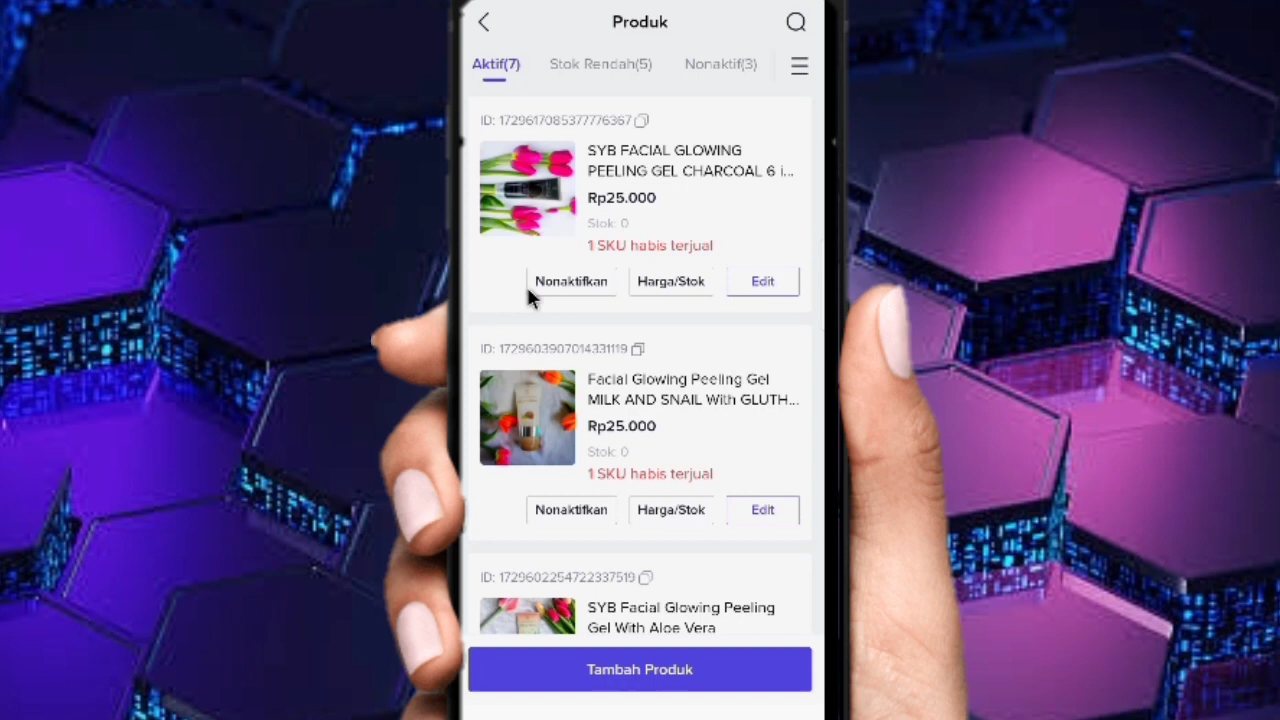 Produk
Aktif(7) Stok Rendah(5) Nonaktif(3)
ID: 1729617085377776367
SYB FACIAL GLOWING
PEELING GEL CHARCOAL 6 i...
Rp25.000
Stok: 0
1 SKU habis terjual
Nonaktifkan Harga/Stok Edit
ID: 1729603907014331119
Facial Glowing Peeling Gel
MILK AND SNAIL With GLUTH...
Rp25.000
Stok: 0
1 SKU habis terjual
Nonaktifkan Harga/Stok Edit
ID: 1729602254722337519
SYB Facial Glowing Peeling
Gel With Aloe Vera
Tambah Produk